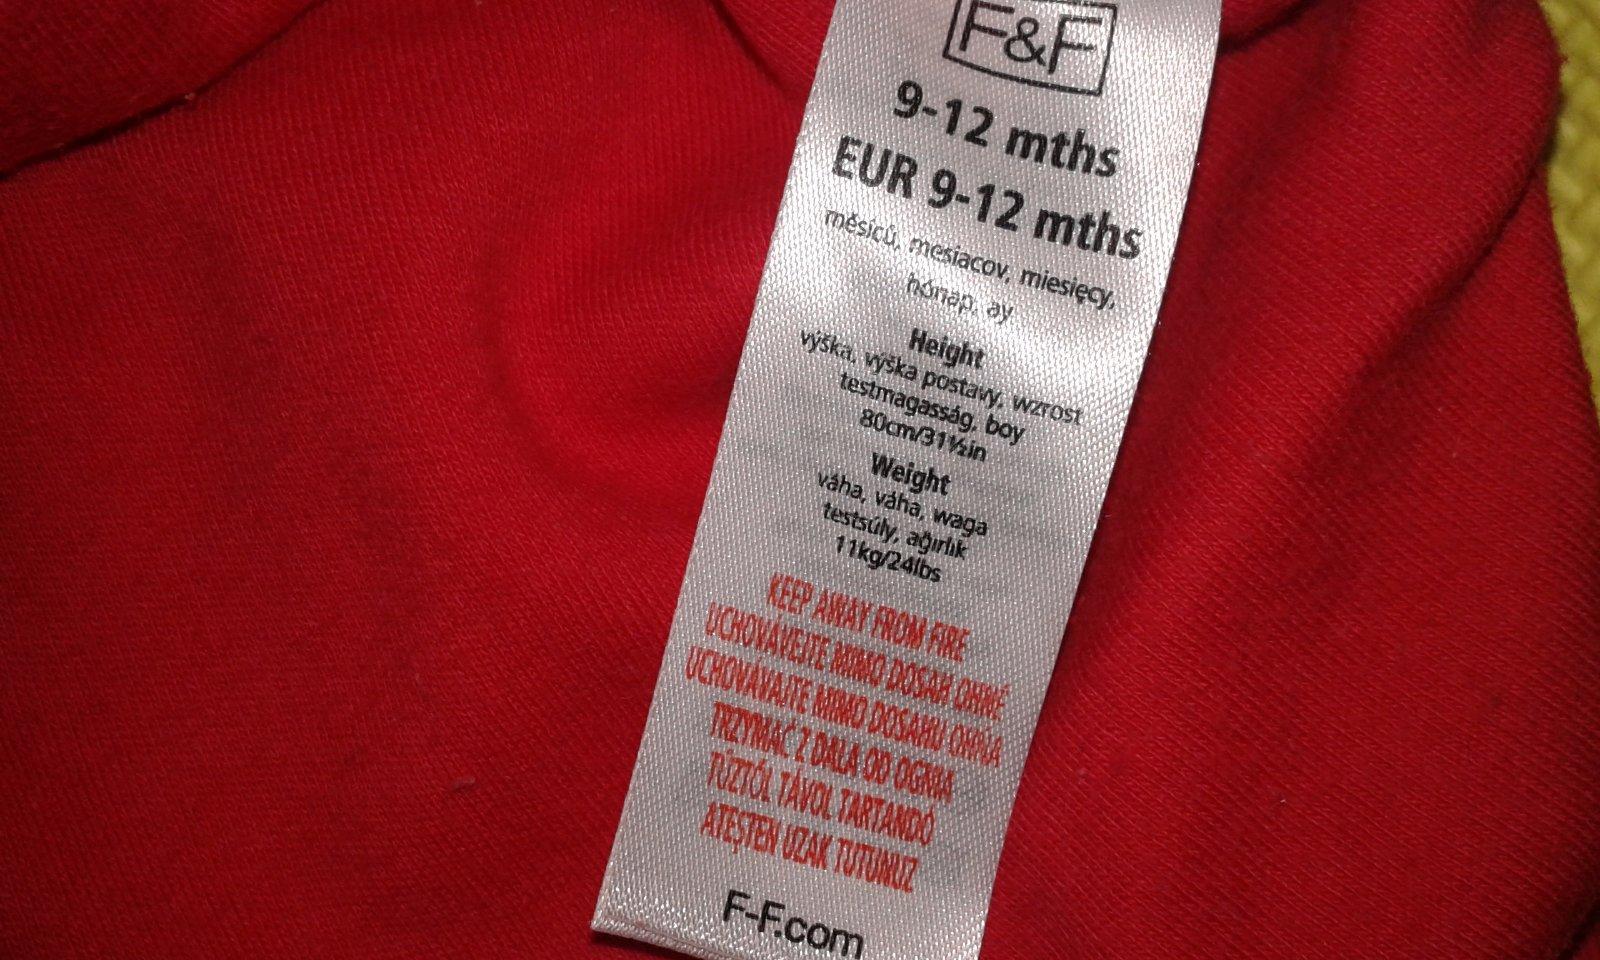 F&F
9-12 mths
EUR 9-12 mths
měsíců, mesiacov, miesięcy,
hónap, ay
Height
výška, výška postavy, wzrost
testmagasság, boy
80cm/31½in
Weight
váha, váha, waga
testsúly, ağırlık
11kg/24lbs
KEEP AWAY FROM FIRE
UCHOVÁVEJTE MIMO DOSAH OHNĚ
UCHOVÁVAJTE MIMO DOSAHU OHŇA
TRZYMAĆ Z DALA OD OGNIA
TŰZTŐL TÁVOL TARTANDÓ
ATEŞTEN UZAK TUTUNUZ
F-F.com